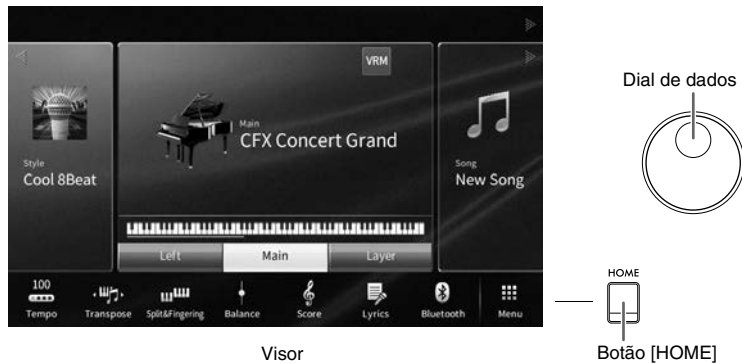 VRM
Dial de dados
Main
CFX Concert Grand
Style
Cool 8Beat
Song
New Song
Left
Main
Layer
100
Tempo
Transpose
Split&Fingering
Balance
Score
Lyrics
Bluetooth
Menu
HOME
Visor
Botão [HOME]